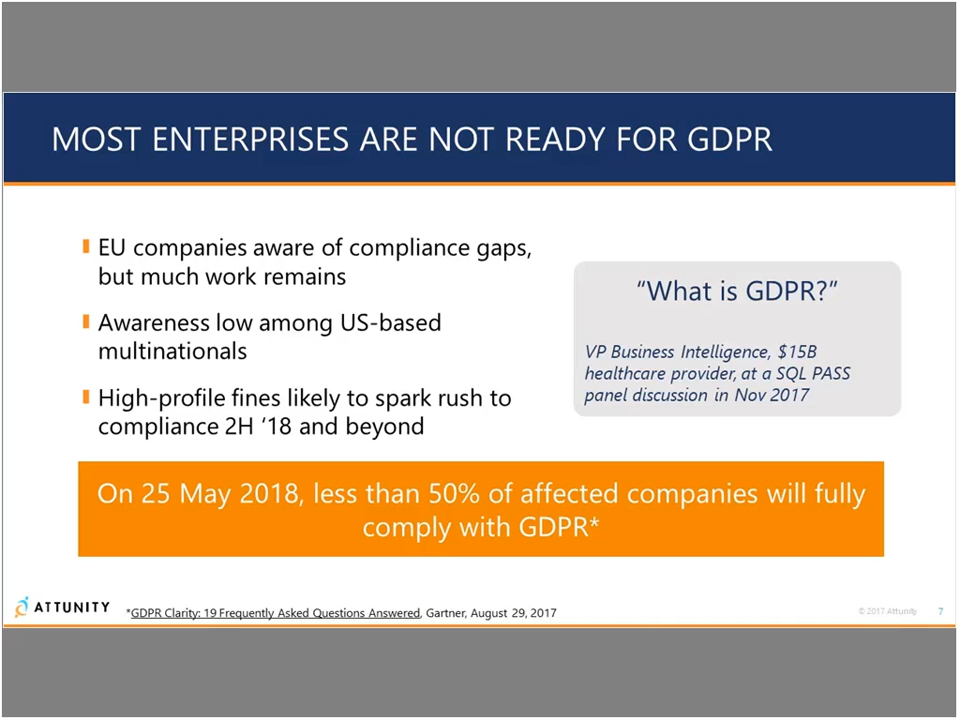 MOST ENTERPRISES ARE NOT READY FOR GDPR
EU companies aware of compliance gaps,
but much work remains
Awareness low among US-based
multinationals
High-profile fines likely to spark rush to
compliance 2H ‘18 and beyond
“What is GDPR?”
VP Business Intelligence, $15B
healthcare provider, at a SQL PASS
panel discussion in Nov 2017
On 25 May 2018, less than 50% of affected companies will fully
comply with GDPR*
ATTUNITY
*GDPR Clarity: 19 Frequently Asked Questions Answered, Gartner, August 29, 2017
© 2017 Attunity
7